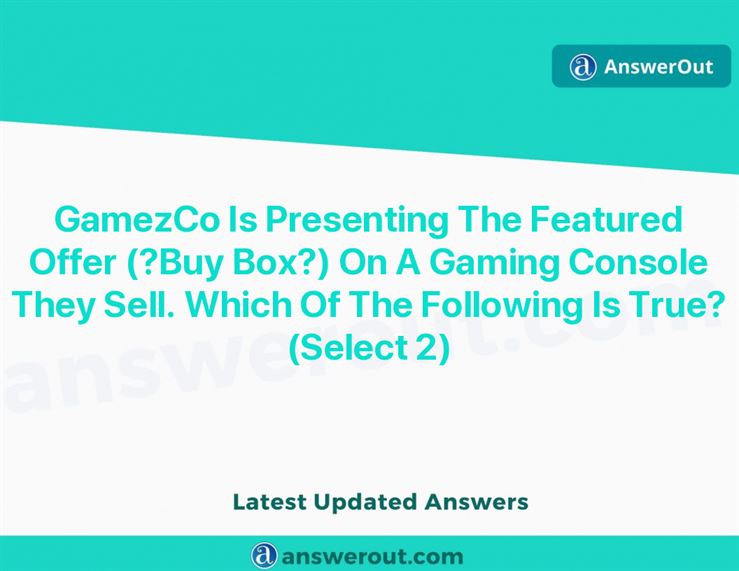 AnswerOut
GamezCo Is Presenting The Featured
Offer (?Buy Box?) On A Gaming Console
They Sell. Which Of The Following Is True?
(Select 2)
answerout.com
Latest Updated Answers
answerout.com